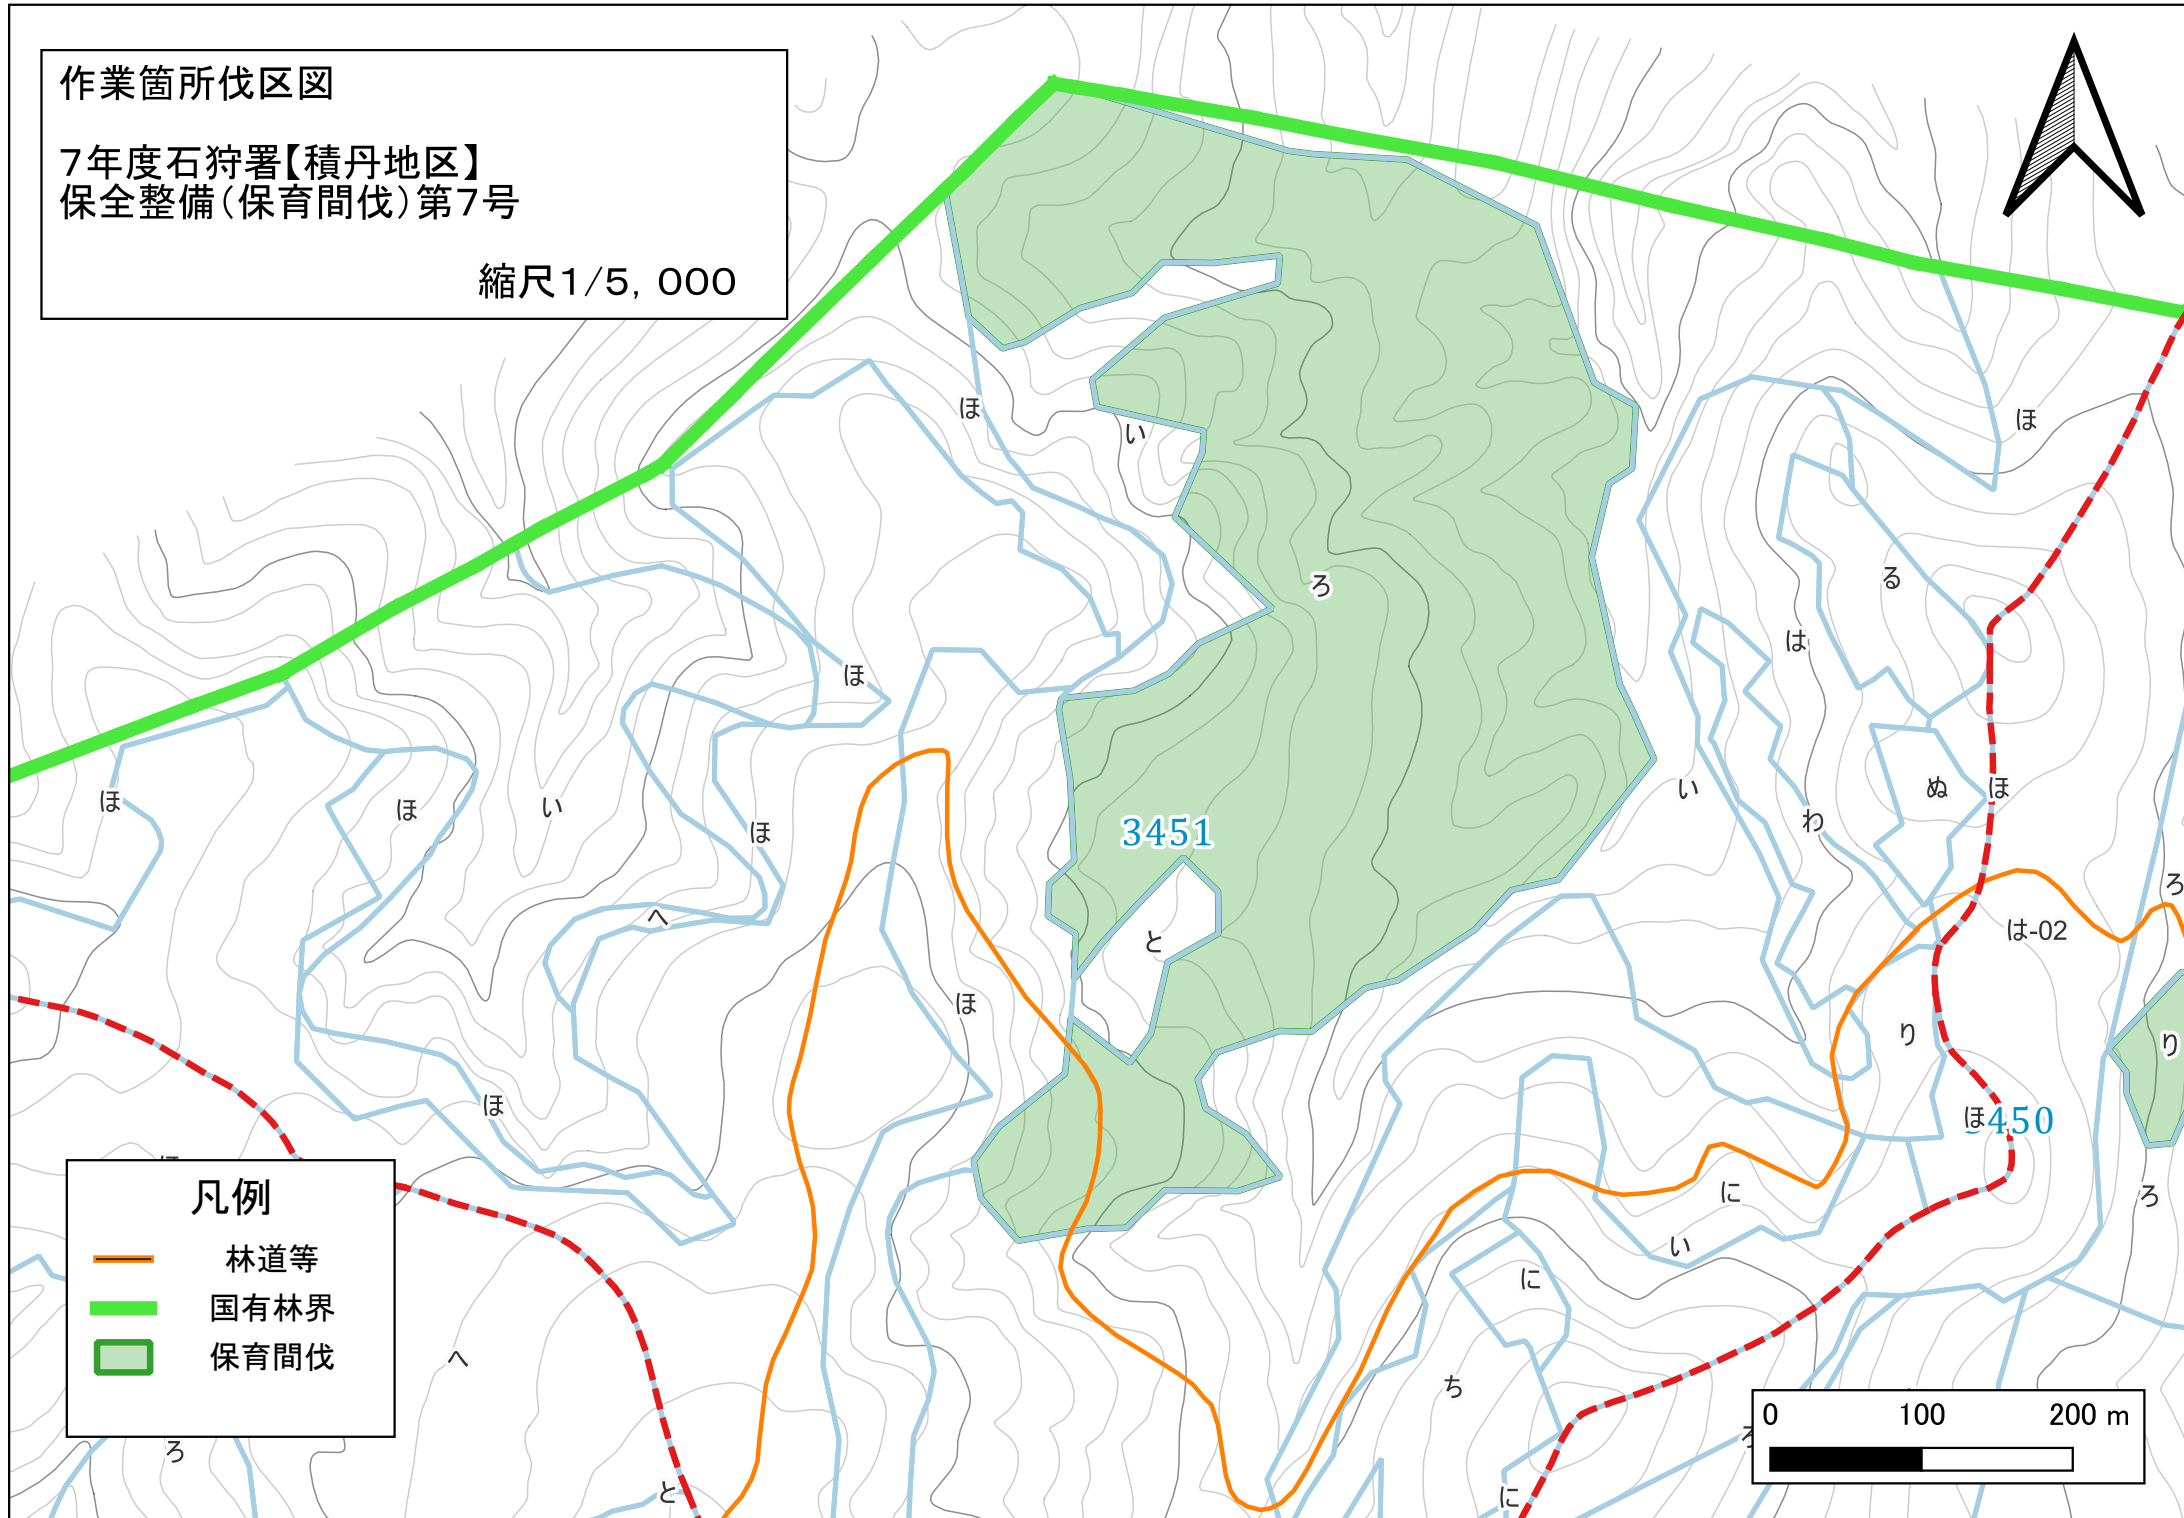 作業箇所伐区図
7年度石狩署【積丹地区】
保全整備(保育間伐)第7号
縮尺1/5,000
ほ
い
ほ
ろ
る
は
ほ
ほ
ほ
い
ほ
い
わ
ぬ
ほ
3451
ろ
へ
と
は-02
ほ
り
り
ほ
ほ
450
に
ろ
い
に
へ
ち
ろ
と
に
凡例
林道等
国有林界
保育間伐
0 100 200 m